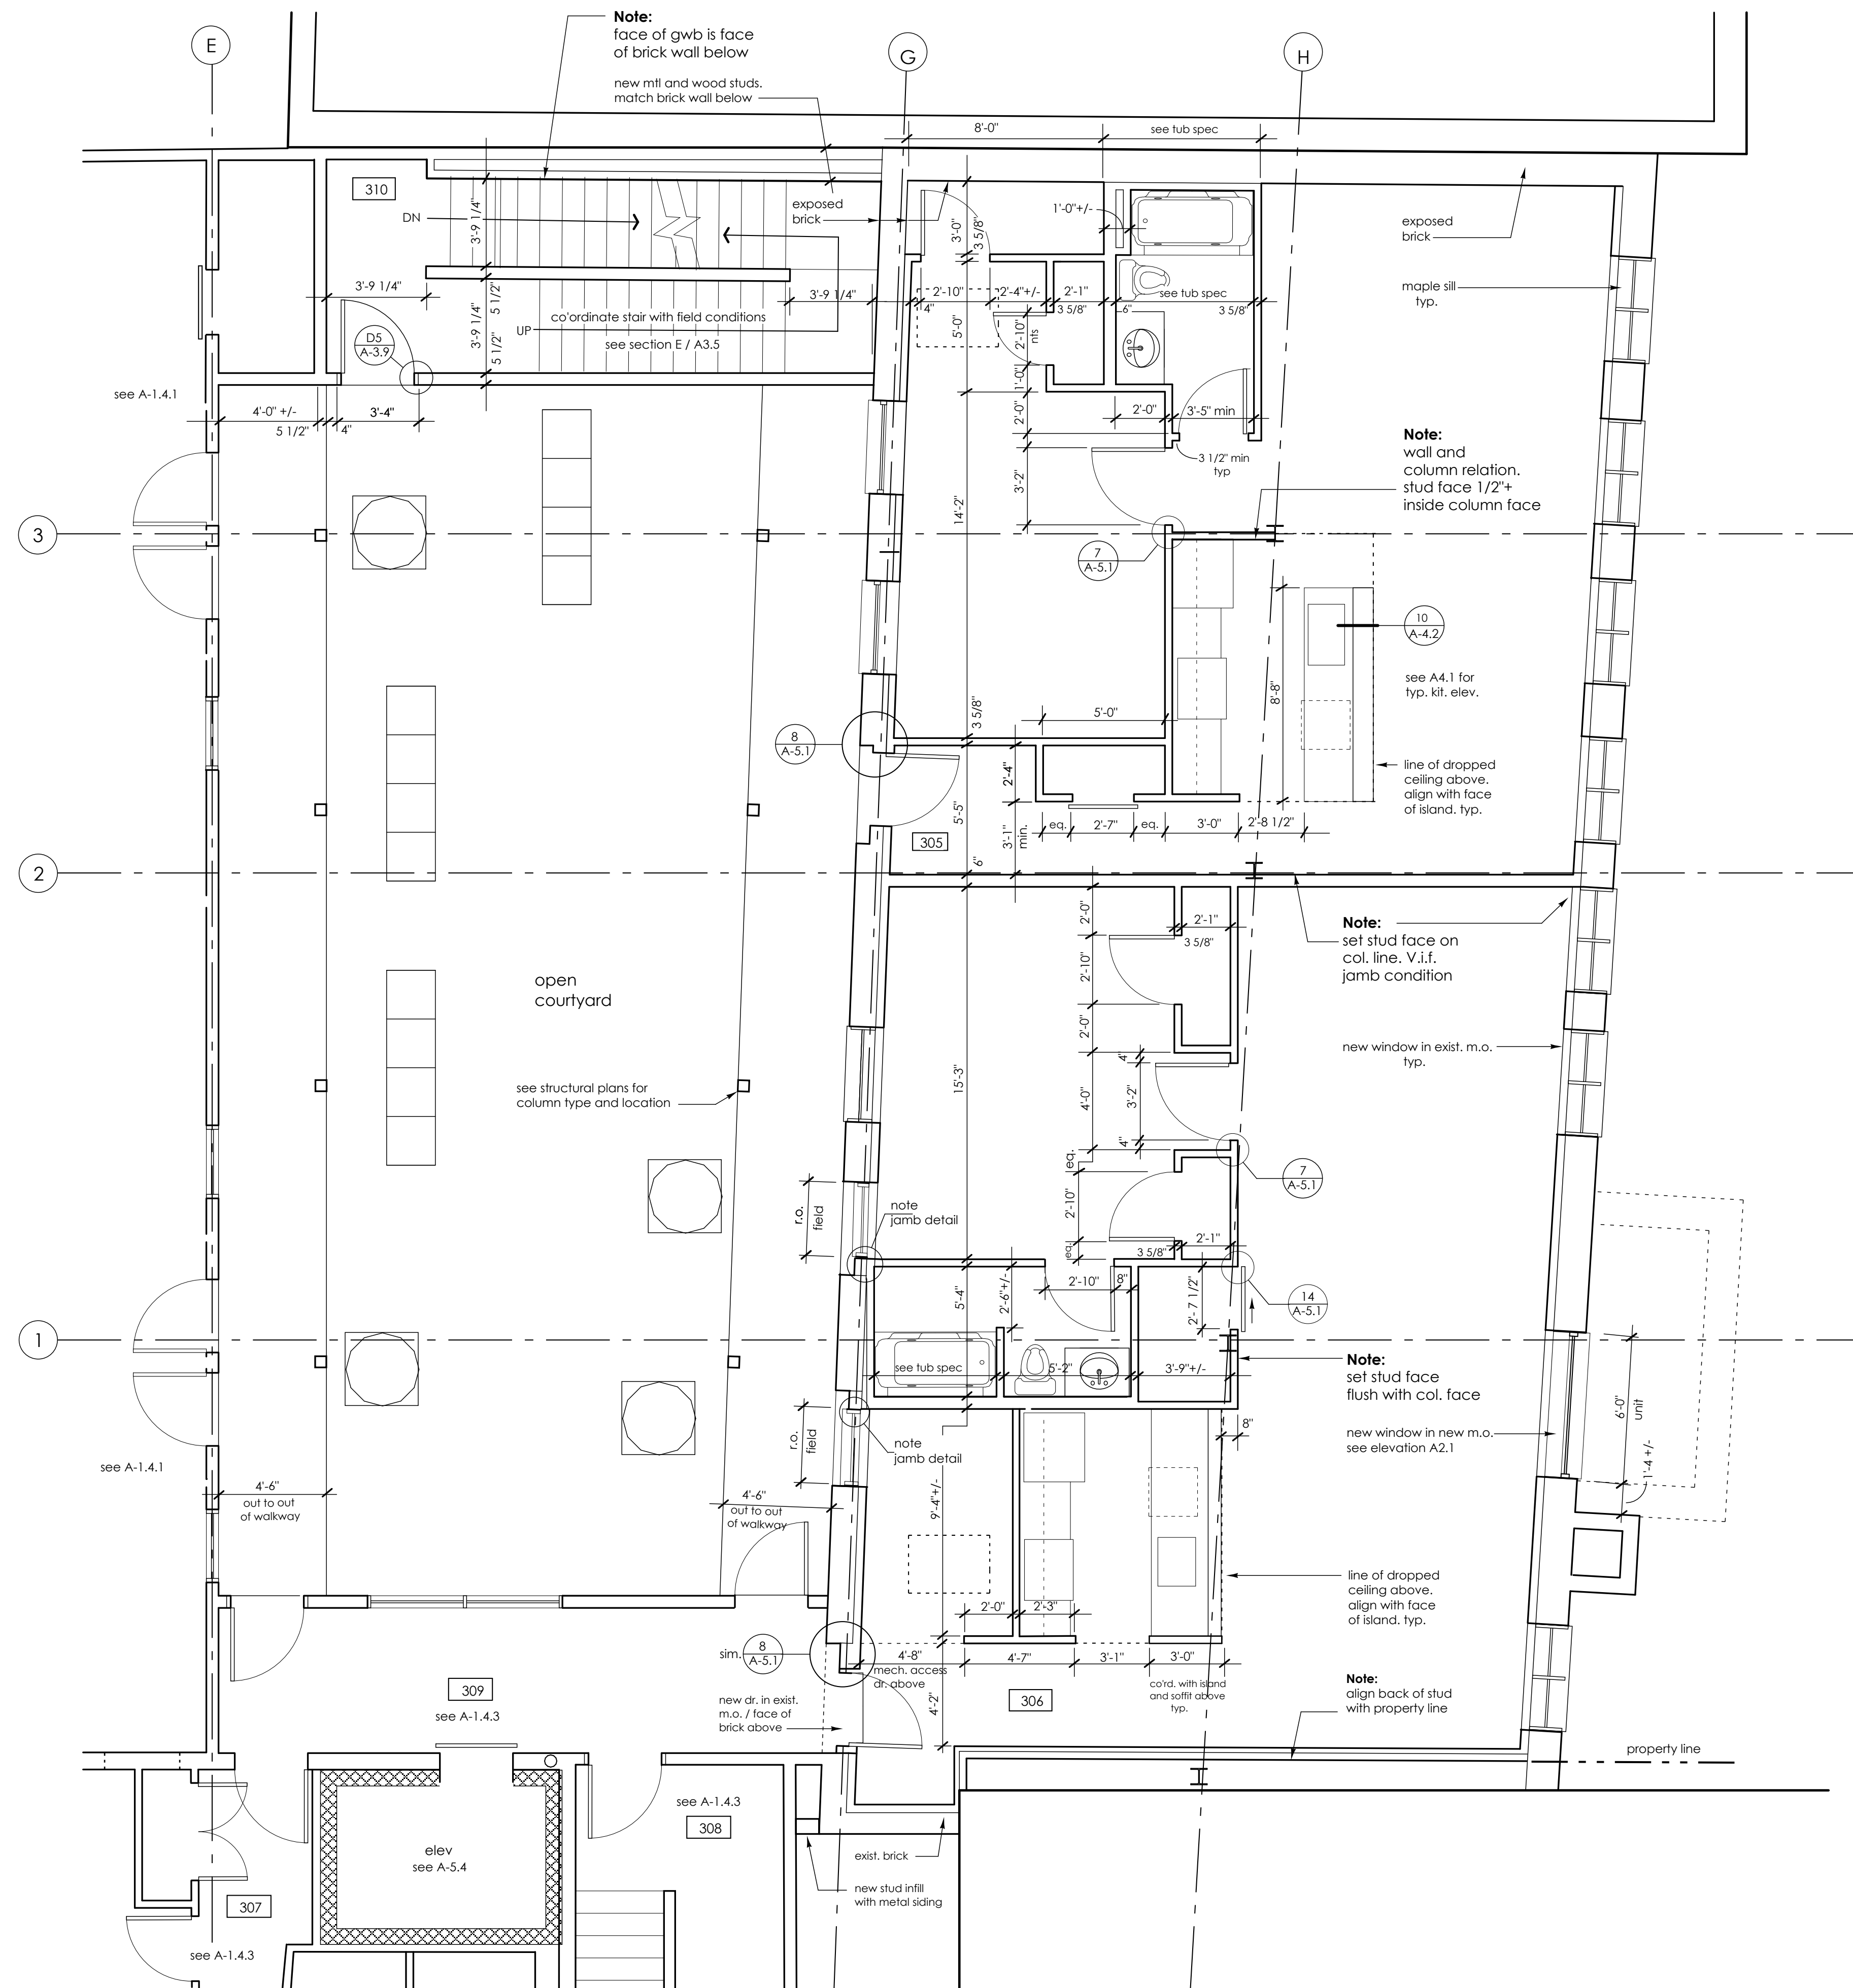 Note:
face of gwb is face
of brick wall below
new mtl and wood studs.
match brick wall below
E
G
H
8'-0"
see tub spec
310
DN
3'-9 1/4"
exposed
brick
3'-0"
3 5/8"
1'-0"+/-
exposed
brick
maple sill
typ.
3'-9 1/4"
3'-9 1/4"
5 1/2"
co'ordinate stair with field conditions
UP
see section E / A3.5
3'-9 1/4"
5 1/2"
3'-9 1/4"
4"
2'-10"
2'-4"+/-
2'-1"
3 5/8"
6"
see tub spec
3 5/8"
5'-0"
2'-10"
nts
1'-0"
D5
A-3.9
see A-1.4.1
4'-0" +/-
5 1/2"
4"
3'-4"
2'-0"
2'-0"
3'-5" min
3 1/2" min
typ
3'-2"
14'-2"
Note:
wall and
column relation.
stud face 1/2"+
inside column face
3
7
A-5.1
10
A-4.2
see A4.1 for
typ. kit. elev.
8'-8"
3 5/8"
5'-0"
8
A-5.1
2'-4"
5'-5"
3'-1"
min.
line of dropped
ceiling above.
align with face
of island. typ.
eq.
2'-7"
eq.
3'-0"
2'-8 1/2"
305
6"
2
2'-0"
2'-1"
3 5/8"
2'-10"
Note:
set stud face on
col. line. V.i.f.
jamb condition
open
courtyard
2'-0"
new window in exist. m.o.
typ.
4"
see structural plans for
column type and location
15'-3"
4'-0"
3'-2"
4"
eq.
7
A-5.1
2'-10"
r.o.
field
note
jamb detail
eq.
3 5/8"
2'-1"
5'-4"
2'-6"+/-
2'-10"
8"
2'- 7 1/2"
14
A-5.1
1
see tub spec
5'-2"
3'-9"+/-
Note:
set stud face
flush with col. face
6'-0"
unit
r.o.
field
8"
new window in new m.o.
see elevation A2.1
note
jamb detail
1'-4 +/-
see A-1.4.1
4'-6"
out to out
of walkway
4'-6"
out to out
of walkway
9'-4"+/-
line of dropped
ceiling above.
align with face
of island. typ.
2'-0"
2'-3"
sim.
8
A-5.1
4'-8"
mech. access
dr. above
4'-7"
3'-1"
3'-0"
co'rd. with island
and soffit above
typ.
309
see A-1.4.3
new dr. in exist.
m.o. / face of
brick above
4'-2"
306
Note:
align back of stud
with property line
property line
see A-1.4.3
308
elev
see A-5.4
exist. brick
new stud infill
with metal siding
307
see A-1.4.3